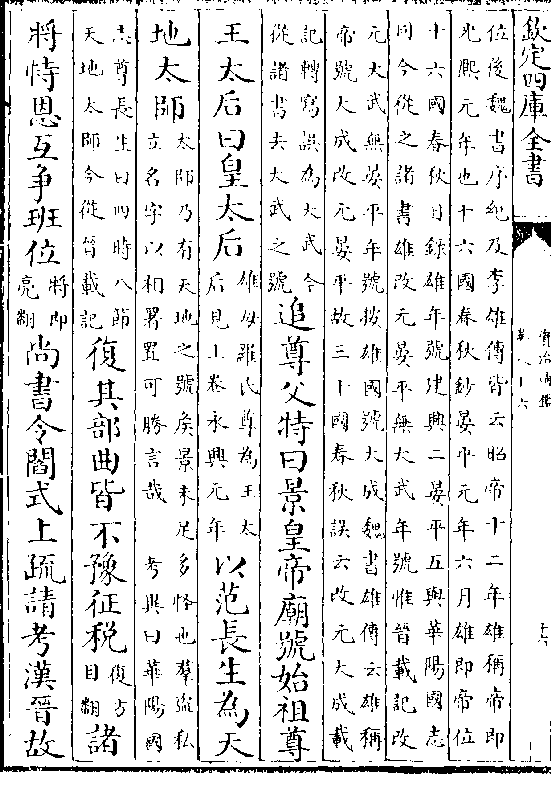 欽定四庫全書
資治通鑑
卷八十六
十六
位後魏書序紀及李雄傳皆云昭帝十二年雄稱帝即
光興元年也十六國春秋鈔晏平元年六月雄即帝位
十六國春秋目錄雄年號建興二晏平五與華陽國志
同今從之諸書雄改元晏平無大武年號惟晉載記改
元大武無晏平年號按雄國號大成魏書雄傳云雄稱
帝號大成改元晏平故三十國春秋誤云改元大成載
記轉寫誤為大武今
從諸書去大武之號
追尊父特曰景皇帝廟號始祖尊
王太后曰皇太后
雄母羅氏尊為王太
后見上卷永興元年
以范長生為天
地太師
太師乃有天地之號矦景未足多怪也羣盜私
立名字以相署置可勝言哉 考異曰華陽國
志尊長生曰四時八節
天地太師今從晉載記
復其部曲皆不豫征税
復方
目翻
諸
將恃恩互爭班位
將即
亮翻
尚書令閻式上疏請考漢晉故